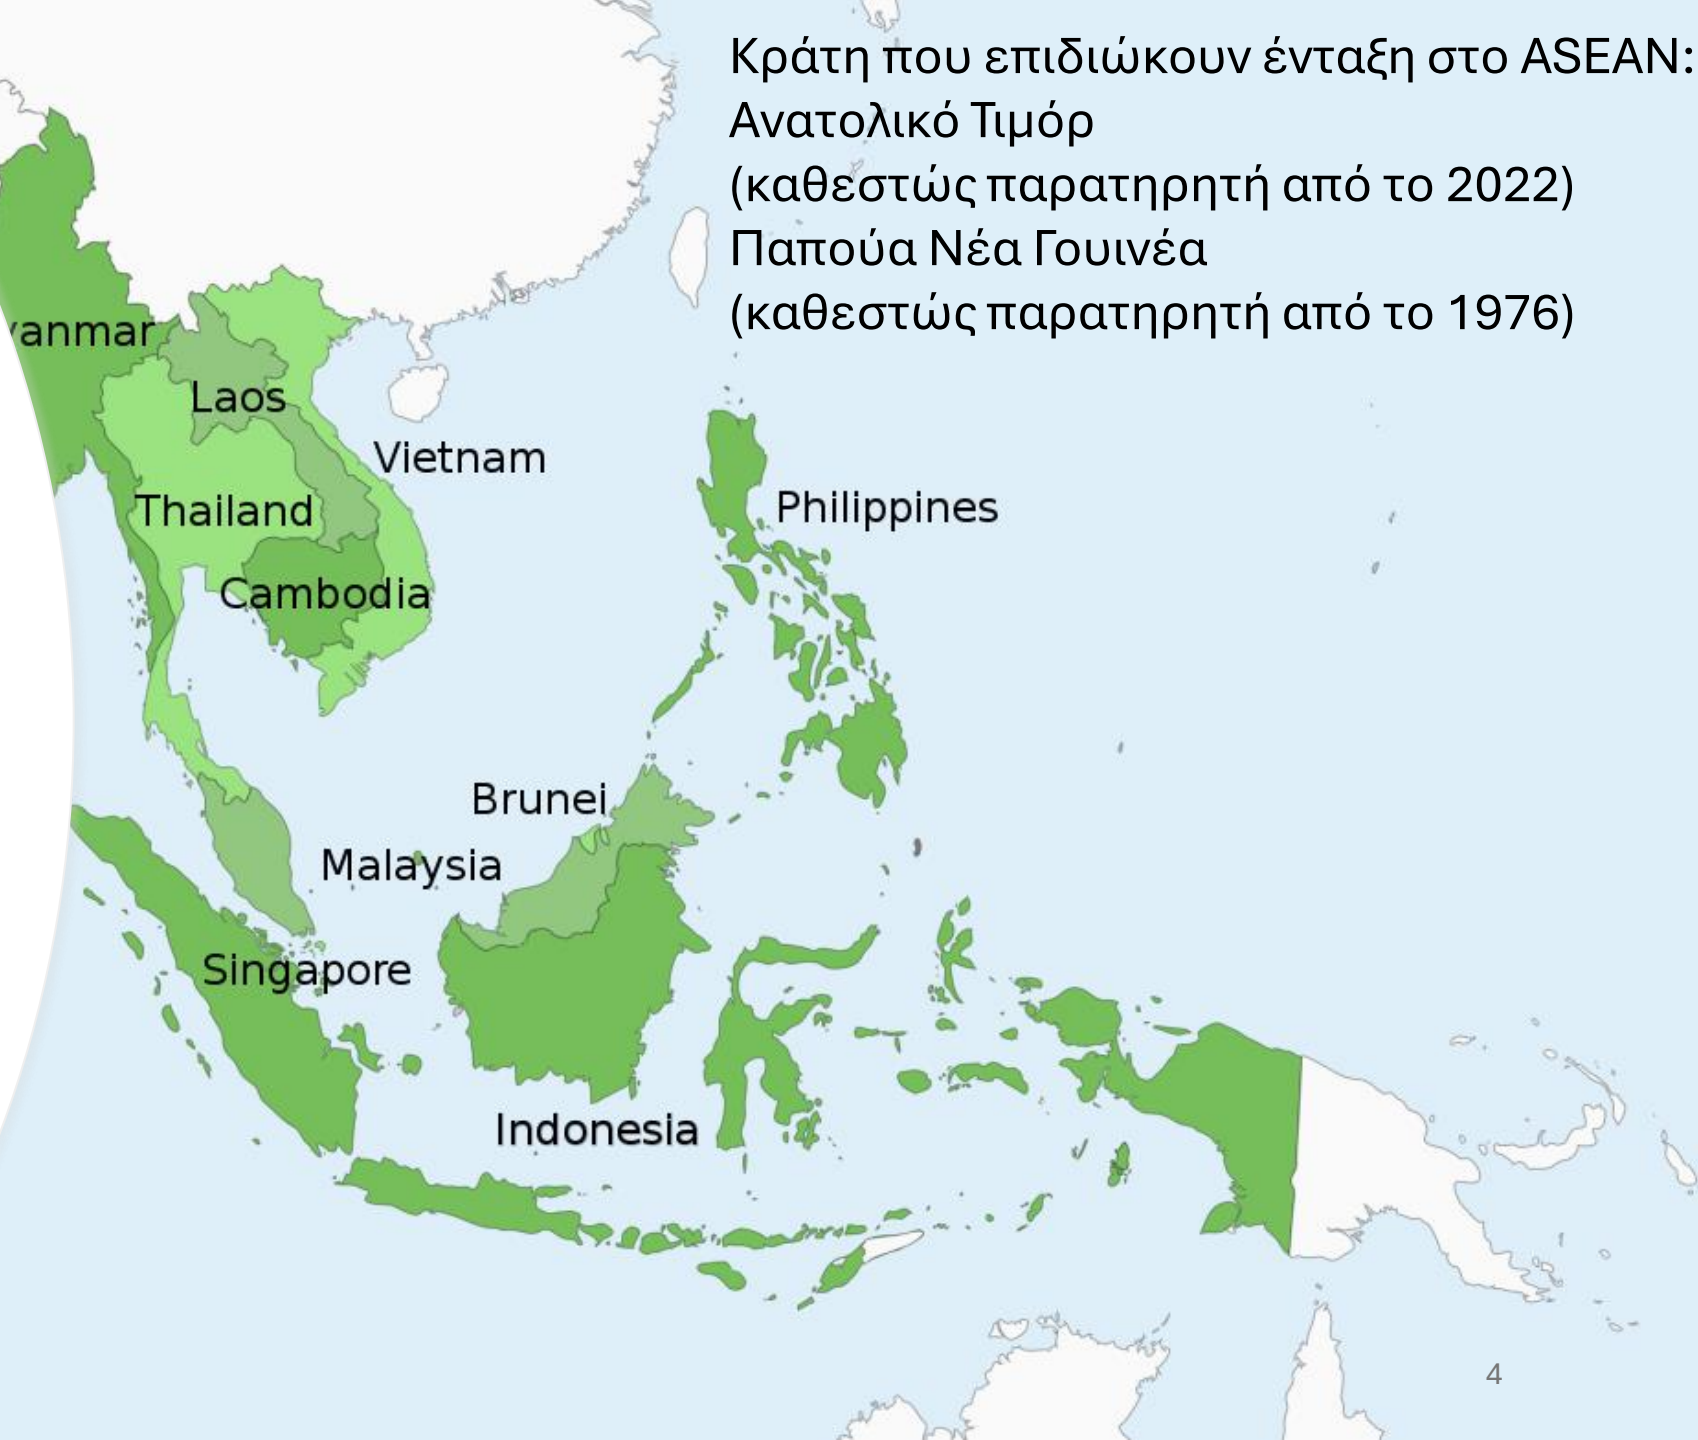 Κράτη που επιδιώκουν ένταξη στο ASEAN:
Ανατολικό Τιμόρ
(καθεστώς παρατηρητή από το 2022)
Παπούα Νέα Γουινέα
(καθεστώς παρατηρητή από το 1976)
yanmar
Laos
Vietnam
Thailand
Philippines
Cambodia
Brunei
Malaysia
Singapore
Indonesia
4